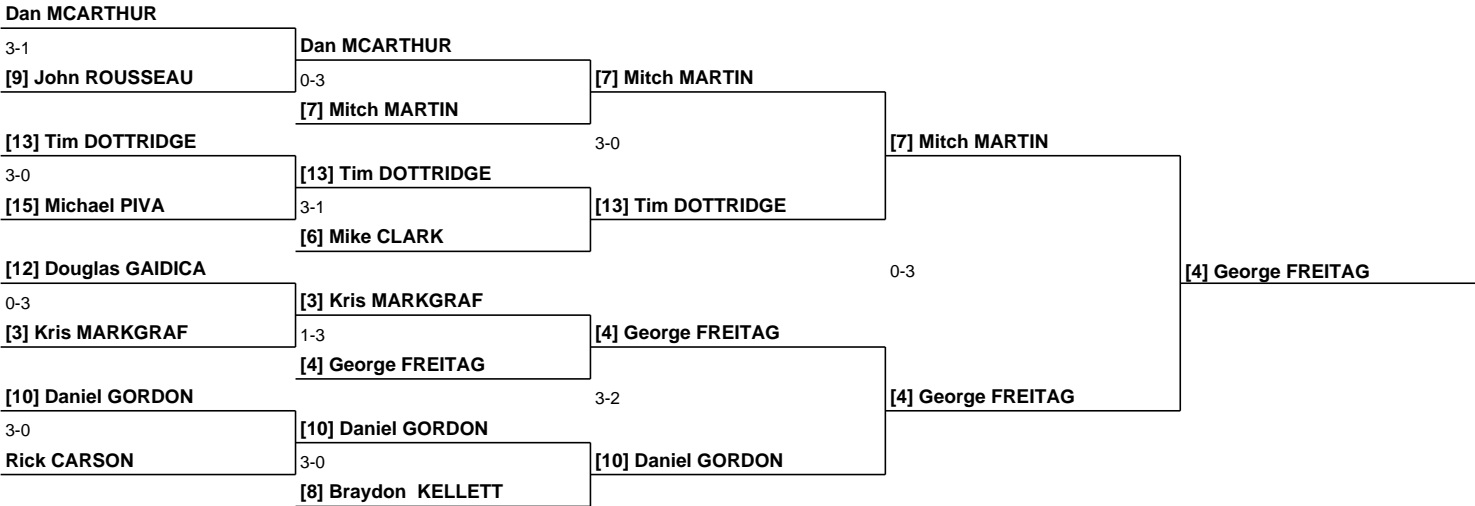 Dan MCARTHUR
3-1
Dan MCARTHUR
[9] John ROUSSEAU
0-3
[7] Mitch MARTIN
[7] Mitch MARTIN
[13] Tim DOTTRIDGE
3-0
[7] Mitch MARTIN
3-0
[13] Tim DOTTRIDGE
[15] Michael PIVA
3-1
[13] Tim DOTTRIDGE
[6] Mike CLARK
[12] Douglas GAIDICA
0-3
[4] George FREITAG
0-3
[3] Kris MARKGRAF
[3] Kris MARKGRAF
1-3
[4] George FREITAG
[4] George FREITAG
[10] Daniel GORDON
3-2
[4] George FREITAG
3-0
[10] Daniel GORDON
Rick CARSON
3-0
[10] Daniel GORDON
[8] Braydon KELLETT